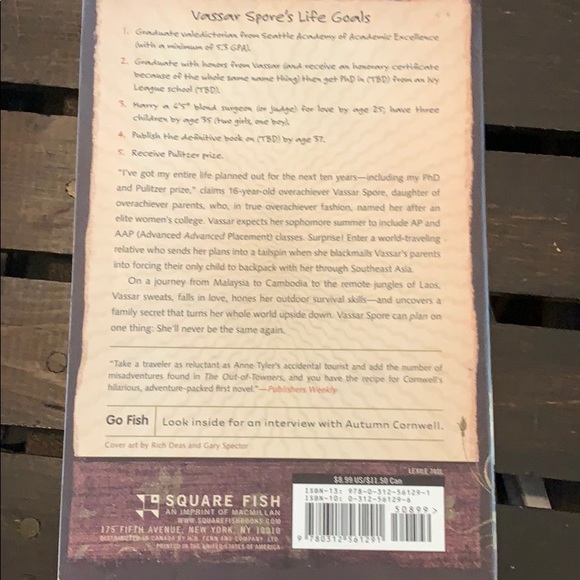 Vassar Spore's Life Goals
1. Graduate valedictorian from Seattle Academy of Academic Excellence
(with a minimum of 5.3 GPA).
2. Graduate with honors from Vassar (and receive an honorary certificate
because of the whole same name thing) then get PhD in (TBD) from an Ivy
League school (TBD).
3. Marry a 6'5" blond surgeon (or judge) for love by age 25; have three
children by age 35 (two girls, one boy).
4. Publish the definitive book on (TBD) by age 37.
5. Receive Pulitzer prize.
"I've got my entire life planned out for the next ten years—including my PhD
and Pulitzer prize," claims 16-year-old overachiever Vassar Spore, daughter of
overachiever parents, who, in true overachiever fashion, named her after an
elite women's college. Vassar expects her sophomore summer to include AP and
AAP (Advanced Advanced Placement) classes. Surprise! Enter a world-traveling
relative who sends her plans into a tailspin when she blackmails Vassar's parents
into forcing their only child to backpack with her through Southeast Asia.
On a journey from Malaysia to Cambodia to the remote jungles of Laos,
Vassar sweats, falls in love, hones her outdoor survival skills—and uncovers a
family secret that turns her whole world upside down. Vassar Spore can plan on
one thing: She'll never be the same again.
"Take a traveler as reluctant as Anne Tyler's accidental tourist and add the number of
misadventures found in The Out-of-Towners, and you have the recipe for Cornwell's
hilarious, adventure-packed first novel."—Publishers Weekly
Go Fish Look inside for an interview with Autumn Cornwell.
Cover art by Rich Deas and Gary Spector
LEXILE 740L
$8.99 US/$11.50 Can
ISBN-13: 978-0-312-56129-1
ISBN-10: 0-312-56129-6
50899>
9 780312 561291
SQUARE FISH
AN IMPRINT OF MACMILLAN
WWW.SQUAREFISHBOOKS.COM
175 FIFTH AVENUE, NEW YORK, NY 10010
DISTRIBUTED IN CANADA BY H.B. FENN AND COMPANY, LTD.
PRINTED IN THE UNITED STATES OF AMERICA